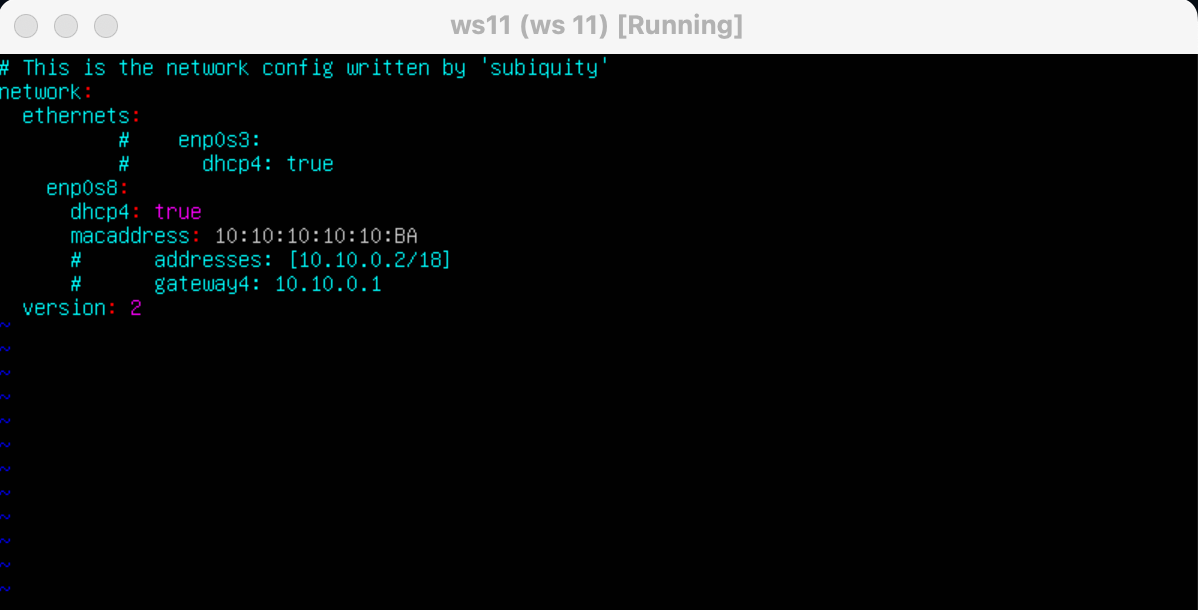 ws11 (ws 11) [Running]
# This is the network config written by 'subiquity'
network:
  ethernets:
          #    enp0s3:
          #      dhcp4: true
    enp0s8:
      dhcp4: true
      macaddress: 10:10:10:10:10:BA
      #      addresses: [10.10.0.2/18]
      #      gateway4: 10.10.0.1
  version: 2
~
~
~
~
~
~
~
~
~
~
~
~